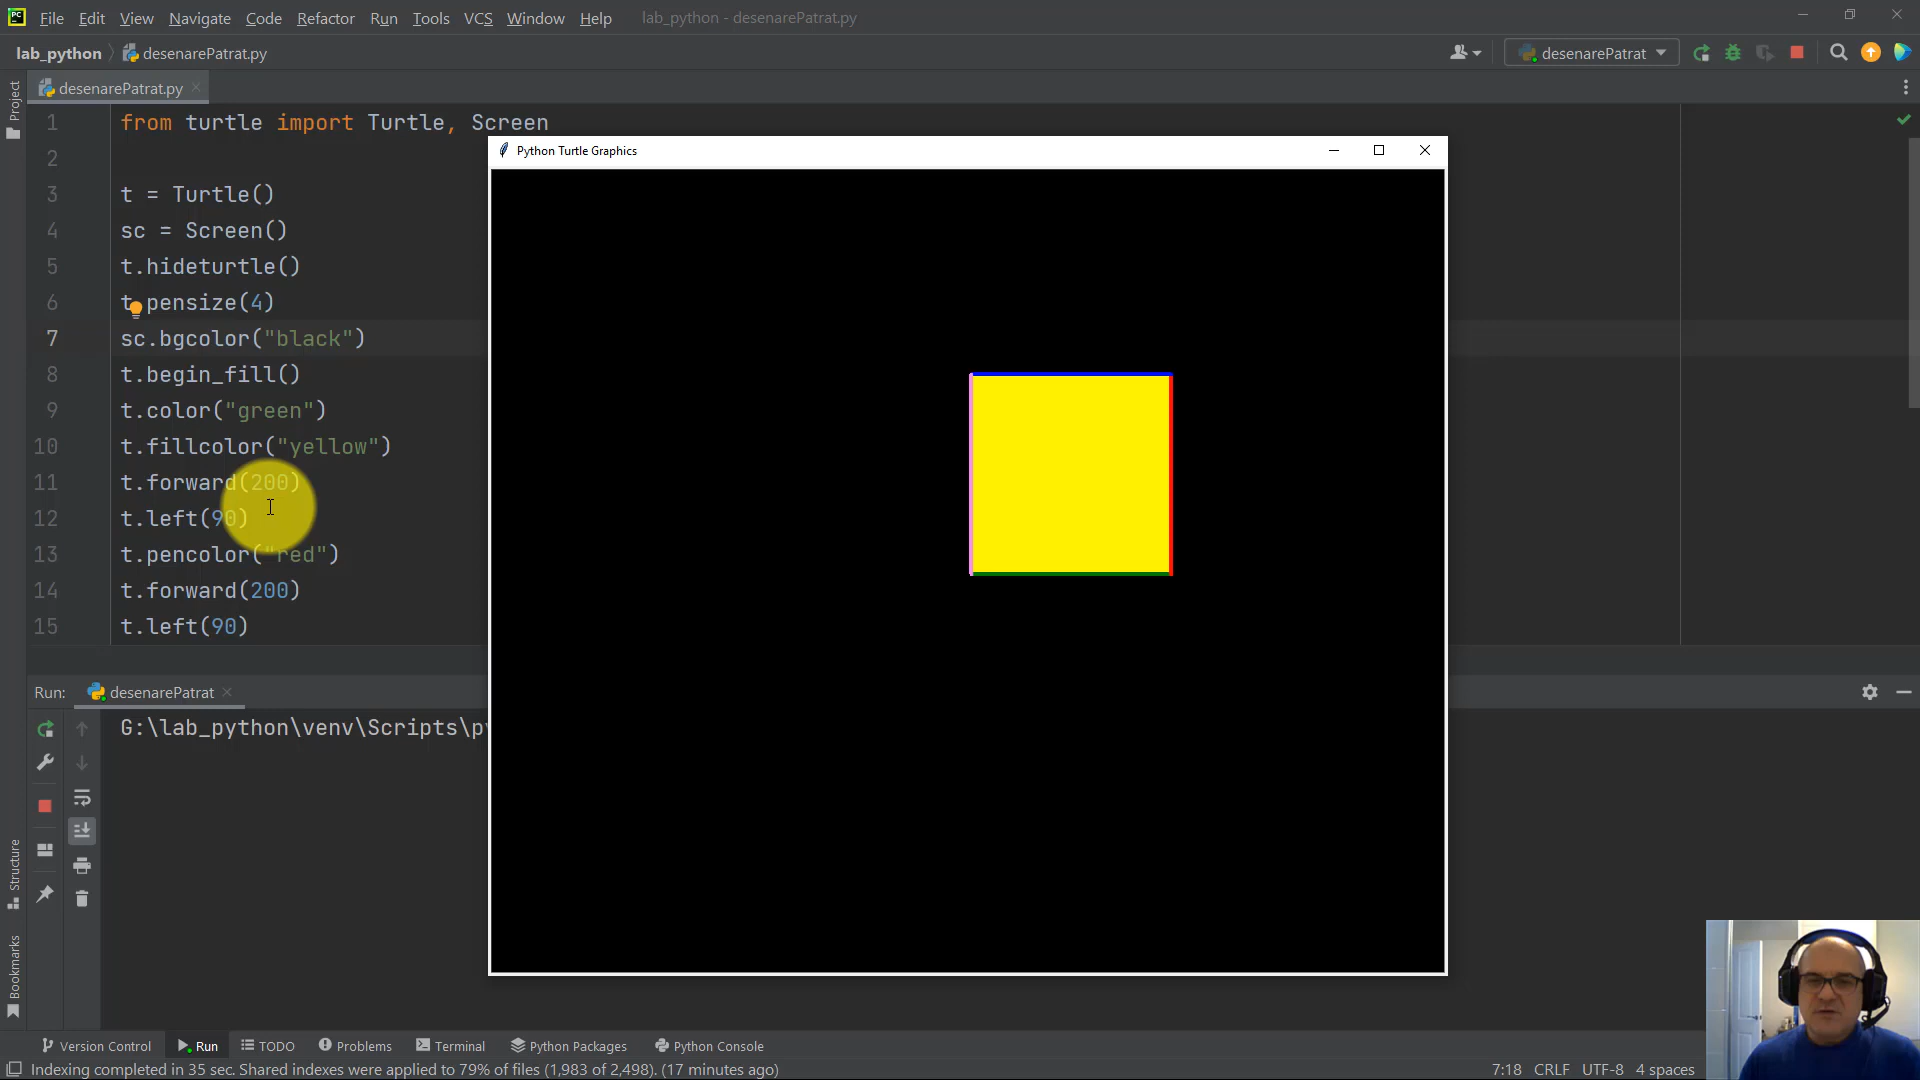 File Edit View Navigate Code Refactor Run Tools VCS Window Help lab_python - desenarePatrat.py
lab_python desenarePatrat.py desenarePatrat
Project
desenarePatrat.py
1 from turtle import Turtle, Screen
2
3 t = Turtle()
4 sc = Screen()
5 t.hideturtle()
6 t.pensize(4)
7 sc.bgcolor("black")
8 t.begin_fill()
9 t.color("green")
10 t.fillcolor("yellow")
11 t.forward(200)
12 t.left(90)
13 t.pencolor("red")
14 t.forward(200)
15 t.left(90)
Python Turtle Graphics
Run: desenarePatrat
G:\lab_python\venv\Scripts\py
Structure
Bookmarks
Version Control Run TODO Problems Terminal Python Packages Python Console
Indexing completed in 35 sec. Shared indexes were applied to 79% of files (1,983 of 2,498). (17 minutes ago) 7:18 CRLF UTF-8 4 spaces